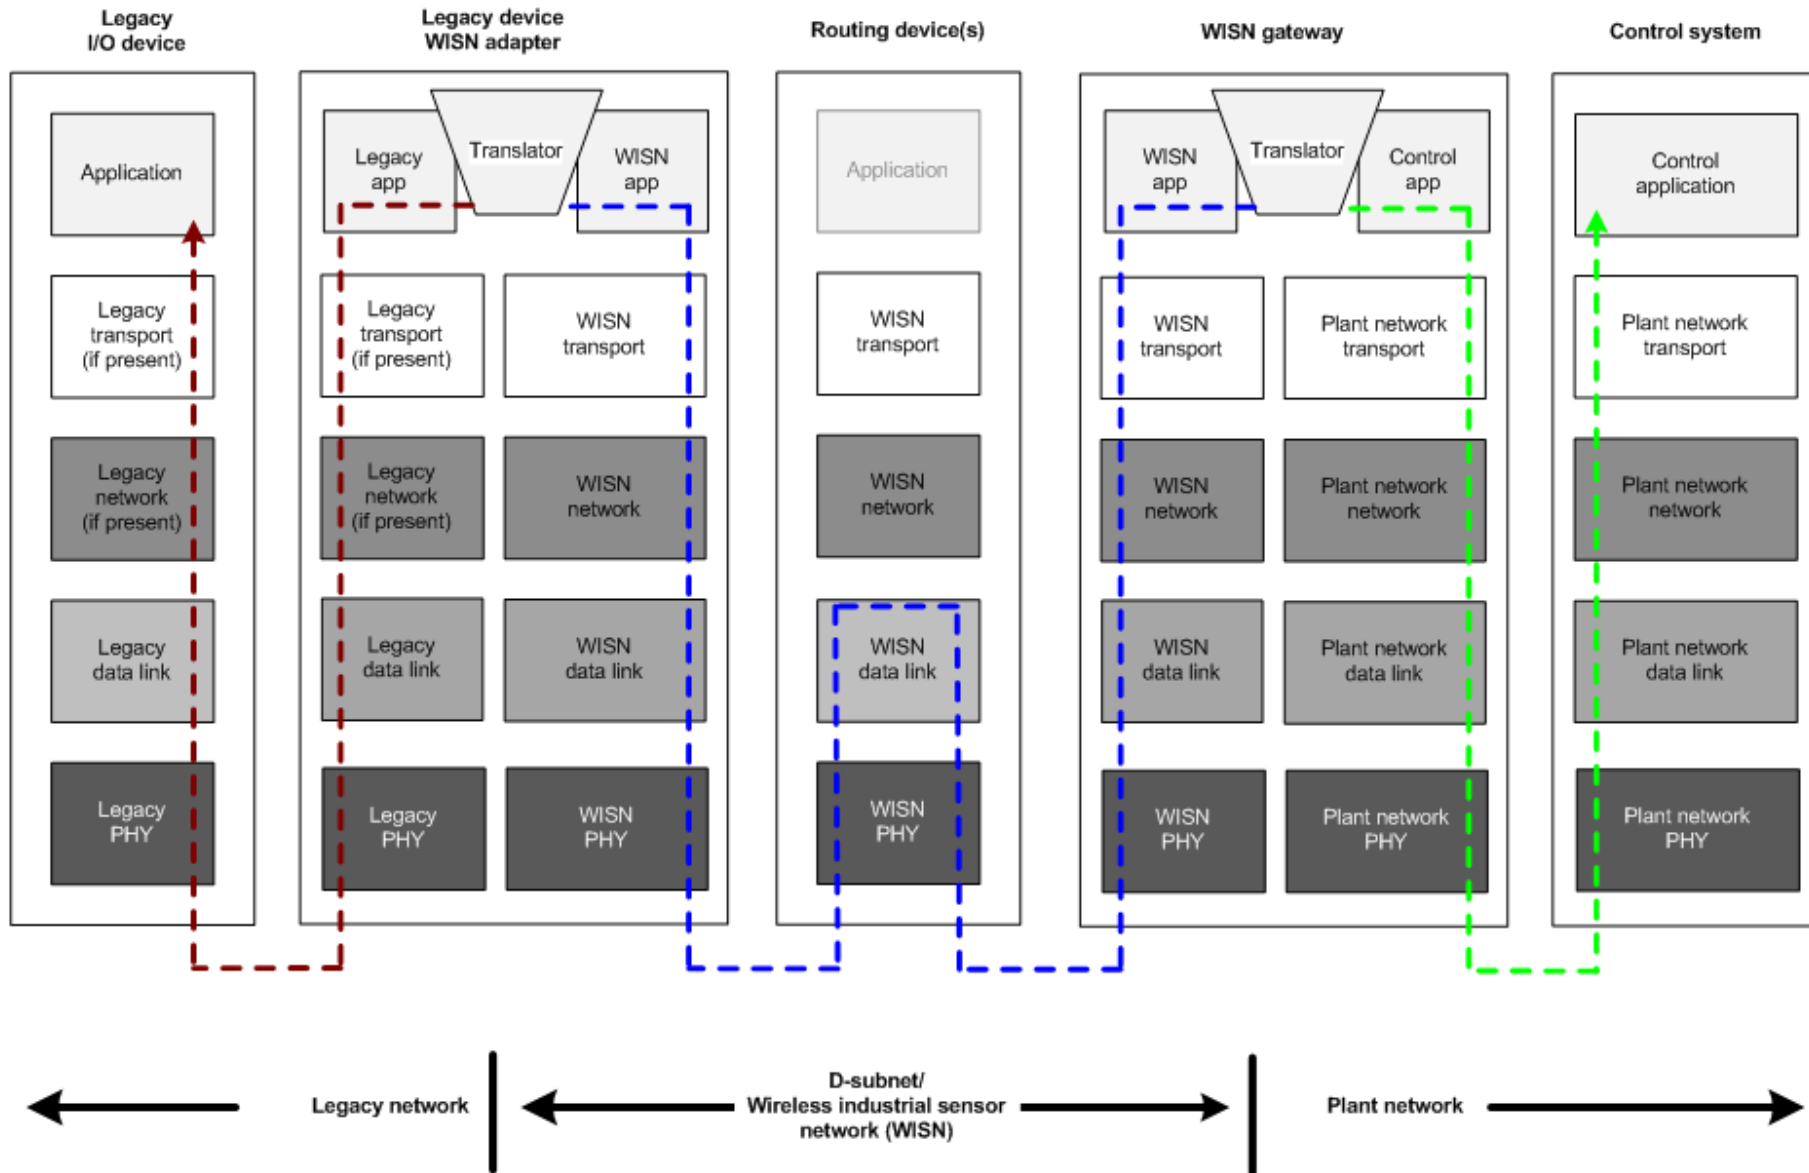 Legacy
I/O device
Legacy device
WISN adapter
Routing device(s)
WISN gateway
Control system
Application
Legacy
app
Translator
WISN
app
Application
WISN
app
Translator
Control
app
Control
application
Legacy
transport
(if present)
Legacy
transport
(if present)
WISN
transport
WISN
transport
WISN
transport
Plant network
transport
Plant network
transport
Legacy
network
(if present)
Legacy
network
(if present)
WISN
network
WISN
network
WISN
network
Plant network
network
Plant network
network
Legacy
data link
Legacy
data link
WISN
data link
WISN
data link
WISN
data link
Plant network
data link
Plant network
data link
Legacy
PHY
Legacy
PHY
WISN
PHY
WISN
PHY
WISN
PHY
Plant network
PHY
Plant network
PHY
Legacy network
D-subnet/
Wireless industrial sensor
network (WISN)
Plant network